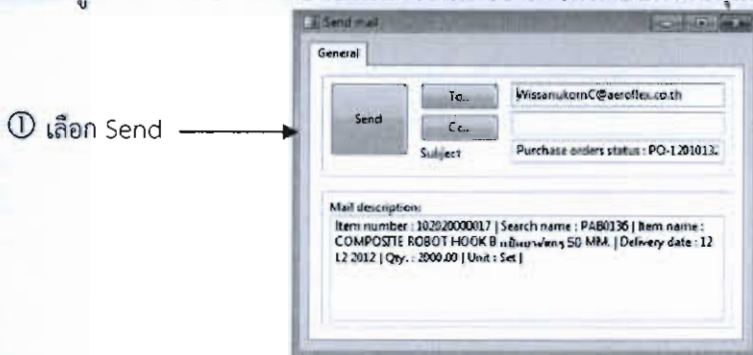 Send mail
General
① เลือก Send
Send
To..
WissanukornC@aeroflex.co.th
Cc..
Subject
Purchase orders status : PO-1201013
Mail description:
Item number : 102020000017 | Search name : PAB0136 | Item name :
COMPOSITE ROBOT HOOK B 50 MM. | Delivery date : 12
12 2012 | Qty. : 2000.00 | Unit : Set |